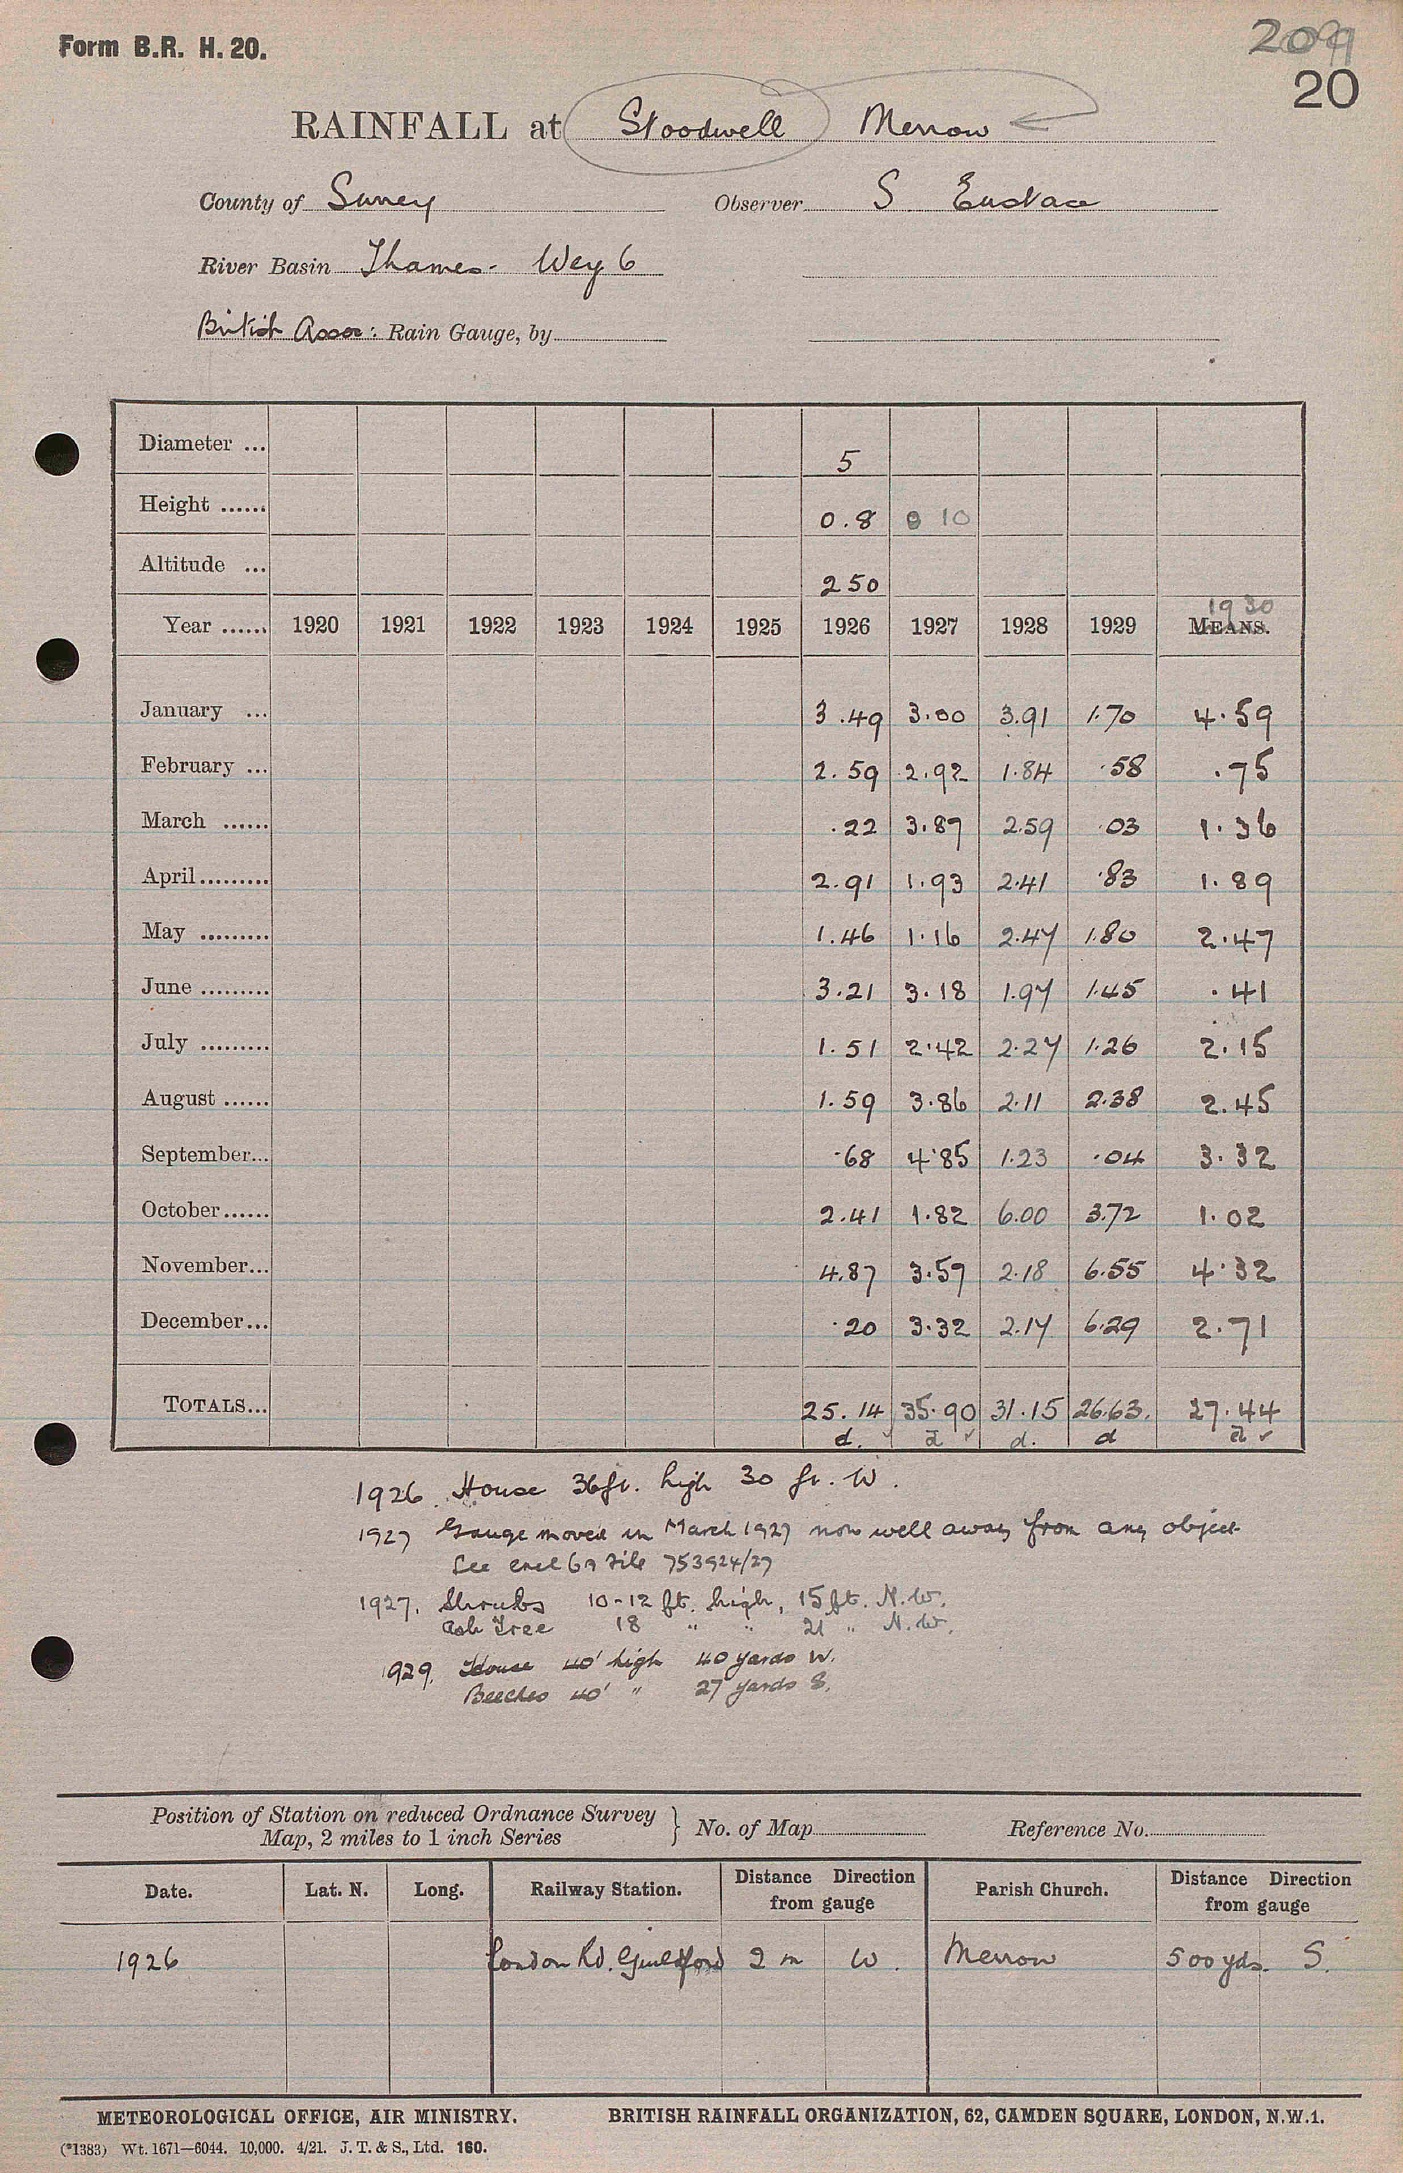 Form B.R. H. 20.
20
RAINFALL at Stoodwell Merrow
County of Surrey Observer S Eustace
River Basin Thames - Wey 6
British Assoc: Rain Gauge, by
Diameter ... 5
Height ...... 0.8 10
Altitude ... 250
Year ...... 1920 1921 1922 1923 1924 1925 1926 1927 1928 1929 MEANS. 1930
January ... 3.49 3.00 3.91 1.70 4.59
February ... 2.59 2.92 1.84 .58 .75
March ...... .22 3.87 2.59 .03 1.36
April......... 2.91 1.93 2.41 .83 1.89
May ......... 1.46 1.16 2.47 1.80 2.47
June ......... 3.21 3.18 1.97 1.45 .41
July ......... 1.51 2.42 2.27 1.26 2.15
August ...... 1.59 3.86 2.11 2.38 2.45
September... .68 4.85 1.23 .04 3.32
October...... 2.41 1.82 6.00 3.72 1.02
November... 4.87 3.57 2.18 6.55 4.32
December... .20 3.32 2.17 6.29 2.71
TOTALS... 25.14 35.90 31.15 26.63. 27.44
d. ✓ a ✓ d. d a ✓
1926. House 36ft. high 30 ft. W.
1927 Gauge moved in March 1927 now well away from any object
See encl 6A File 753924/27
1927. Shrubs 10-12 ft. high, 15 ft. N.W.
Ash Tree 18 " " 21 " N.W.
1929. House 40' high 40 yards W.
Beeches 40' " 27 yards S.
Position of Station on reduced Ordnance Survey
Map, 2 miles to 1 inch Series } No. of Map Reference No.
Date. Lat. N. Long. Railway Station. Distance Direction from gauge Parish Church. Distance Direction from gauge
1926 London Rd. Guildford 2 m W. Merrow 500 yds. S.
METEOROLOGICAL OFFICE, AIR MINISTRY. BRITISH RAINFALL ORGANIZATION, 62, CAMDEN SQUARE, LONDON, N.W.1.
(*1383) Wt. 1671—6044. 10,000. 4/21. J. T. & S., Ltd. 160.